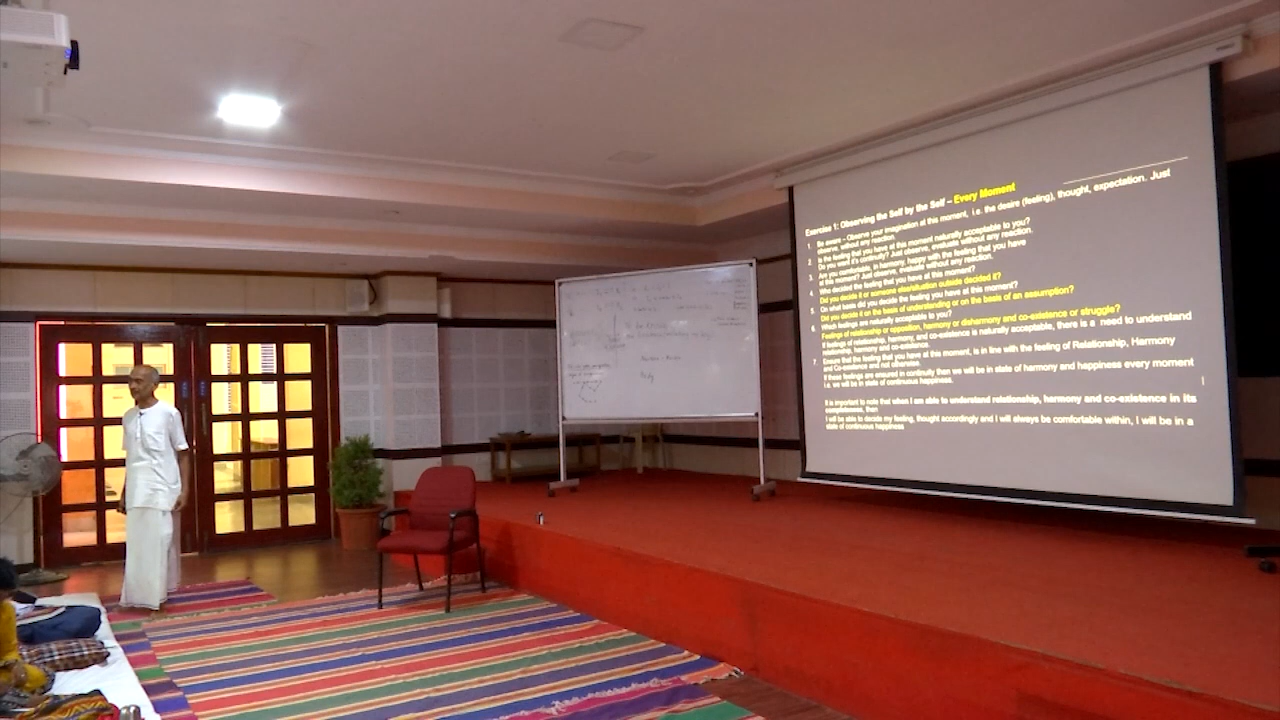 Exercise 1: Observing the Self by the Self – Every Moment
1. Be aware - Observe your imagination at this moment, i.e. the desire (feeling), thought, expectation. Just
observe, without any reaction.
2. Is the feeling that you have at this moment naturally acceptable to you?
Do you want it's continuity? Just observe, evaluate without any reaction.
3. Are you comfortable, in harmony, happy with the feeling that you have
at this moment? Just observe, evaluate without any reaction.
4. Who decided the feeling that you have at this moment?
Did you decide it or someone else/situation outside decided it?
5. On what basis did you decide the feeling you have at this moment?
Did you decide it on the basis of understanding or on the basis of an assumption?
6. Which feelings are naturally acceptable to you?
Feelings of relationship or opposition, harmony or disharmony and co-existence or struggle?
If feelings of relationship, harmony, and co-existence is naturally acceptable, there is a need to understand
relationship, harmony and co-existence.
7. Ensure that the feeling that you have at this moment, is in line with the feeling of Relationship, Harmony
and Co-existence and not otherwise.
If these feelings are ensured in continuity then we will be in state of harmony and happiness every moment
i.e. we will be in state of continuous happiness.
It is important to note that when I am able to understand relationship, harmony and co-existence in its
completeness, then
I will be able to decide my feeling, thought accordingly and I will always be comfortable within, I will be in a
state of continuous happiness